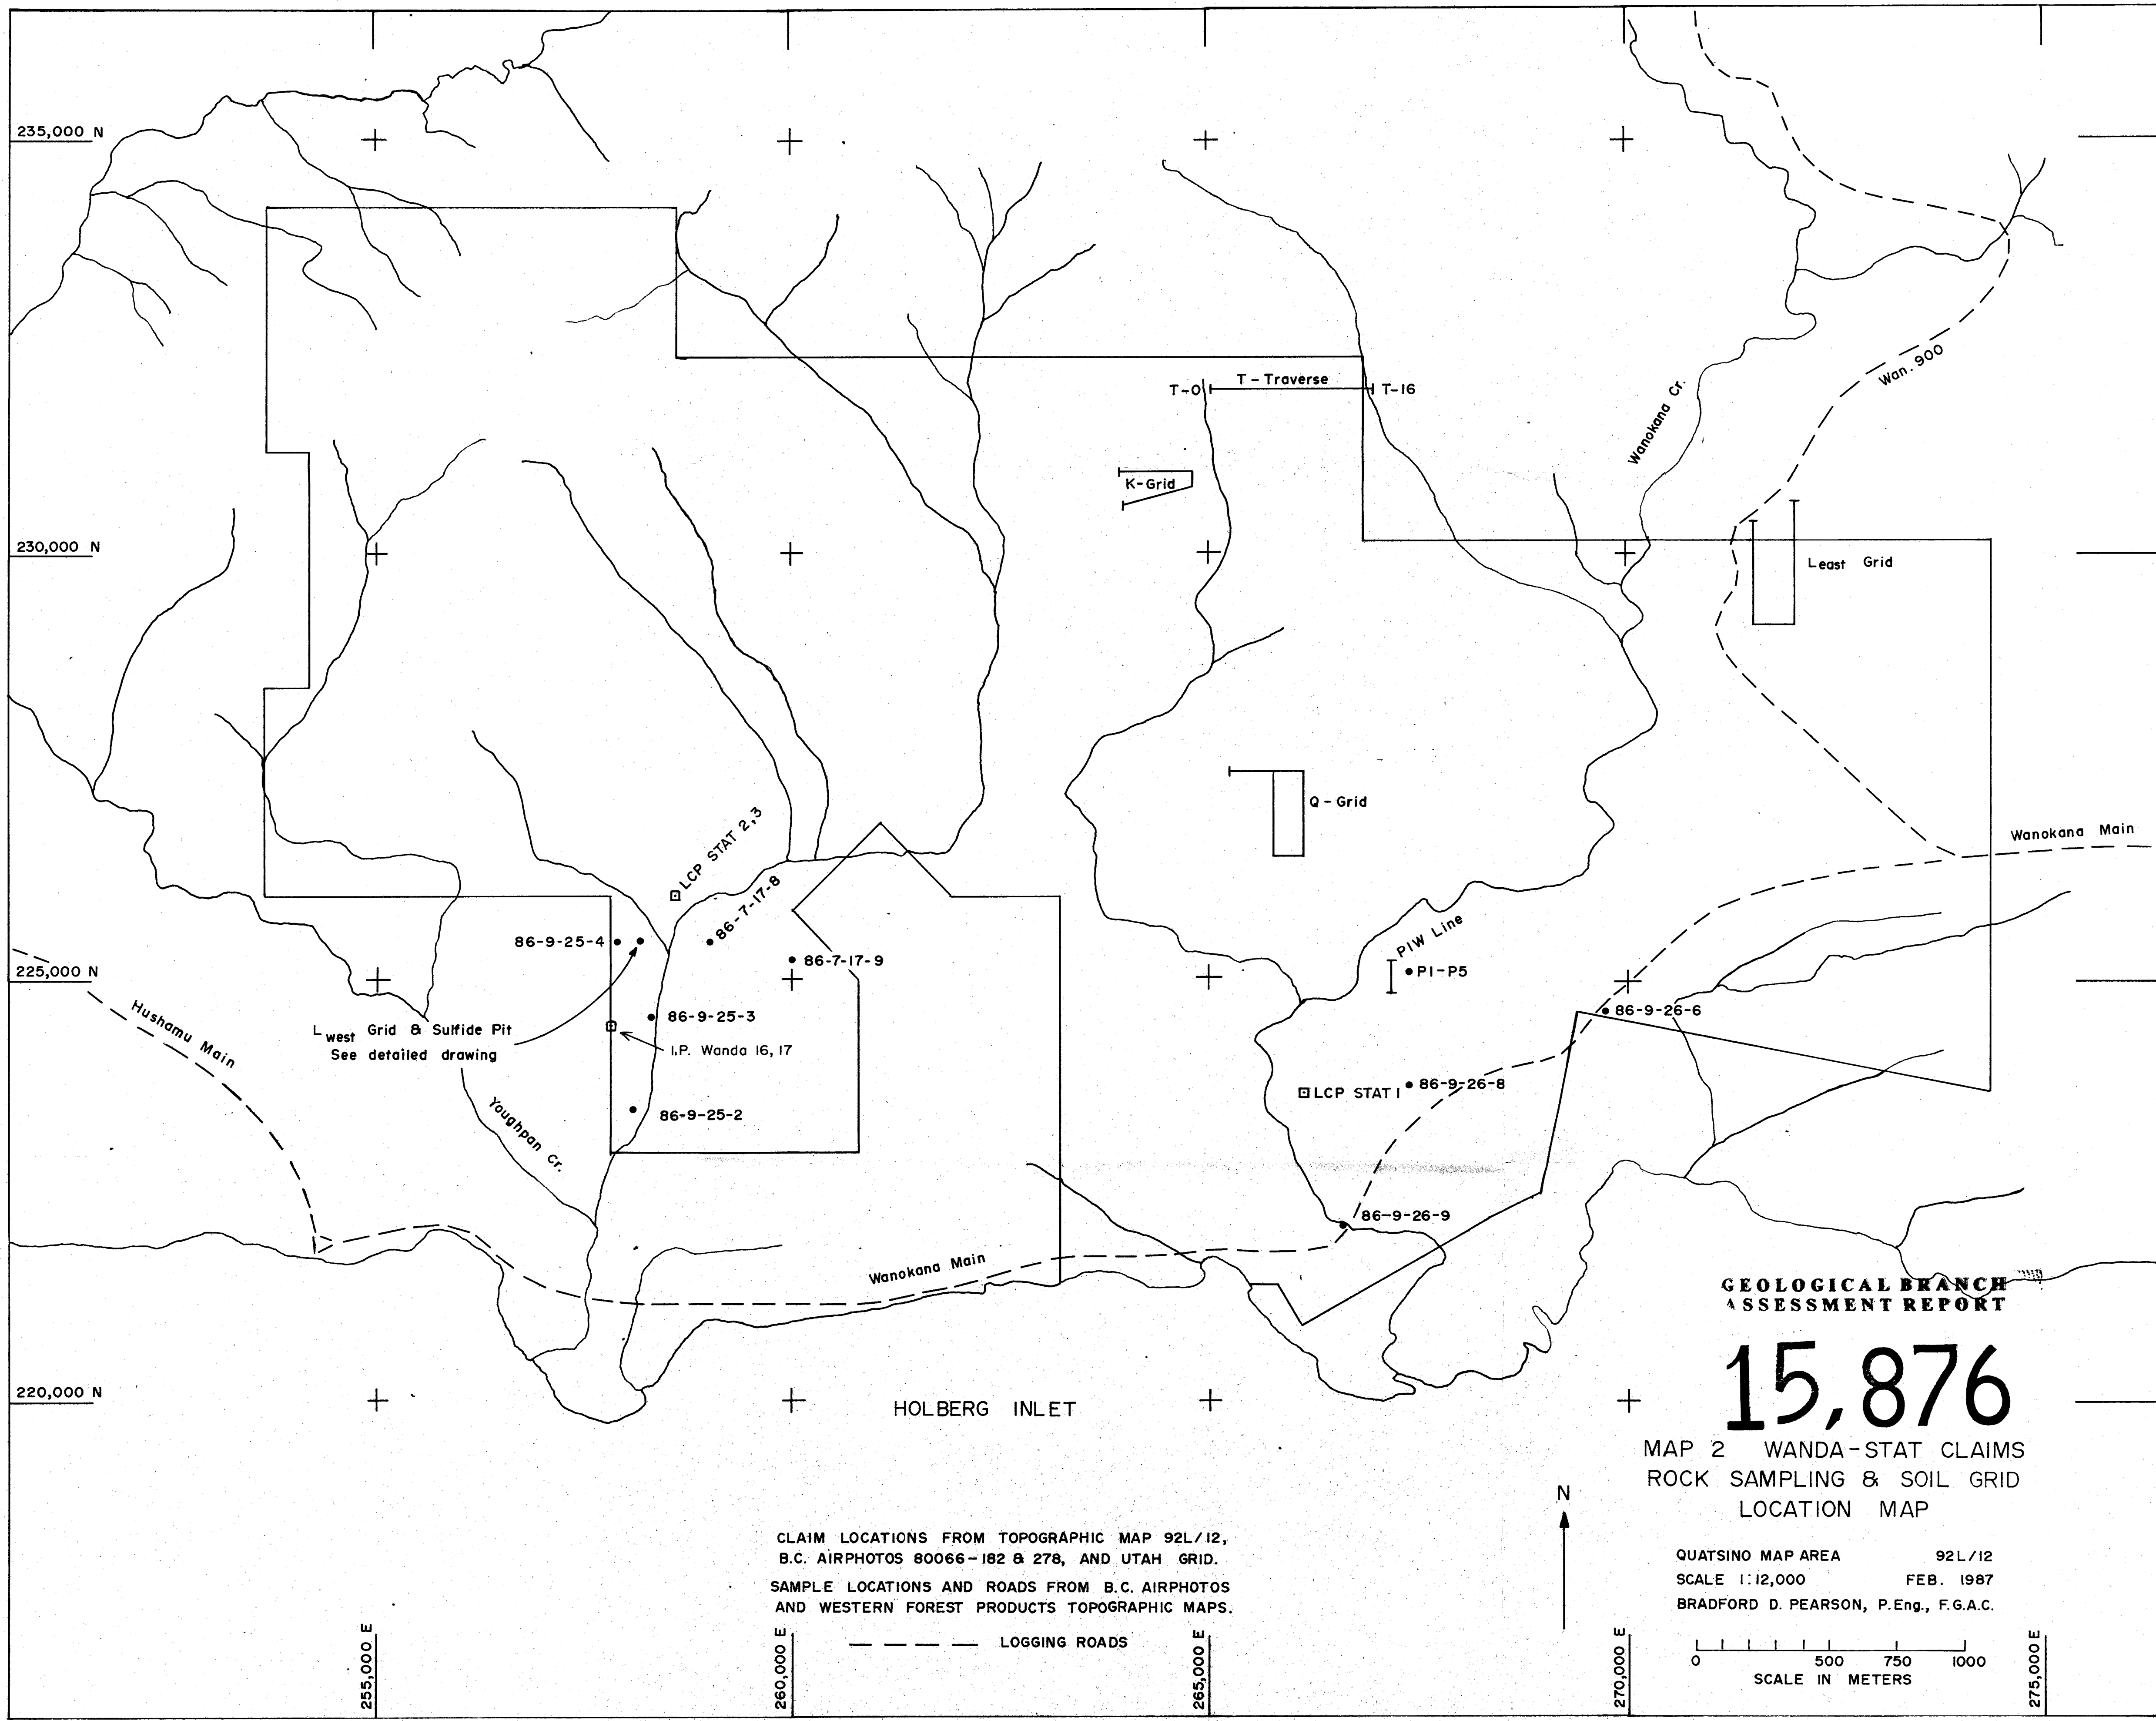 235,000 N
Wan. 900
T-0
T-Traverse
T-16
Wanokana Cr.
K-Grid
230,000 N
Least Grid
Q-Grid
LCP STAT 2,3
Wanokana Main
86-7-17-8
86-9-25-4
86-7-17-9
PIW Line
P1-P5
225,000 N
Hushamu Main
86-9-25-3
86-9-26-6
Lwest Grid & Sulfide Pit
See detailed drawing
I.P. Wanda 16, 17
LCP STAT 1
86-9-26-8
Youghpan Cr.
86-9-25-2
86-9-26-9
Wanokana Main
GEOLOGICAL BRANCH
ASSESSMENT REPORT
15,876
220,000 N
HOLBERG INLET
MAP 2 WANDA-STAT CLAIMS
ROCK SAMPLING & SOIL GRID
LOCATION MAP
N
CLAIM LOCATIONS FROM TOPOGRAPHIC MAP 92L/12,
B.C. AIRPHOTOS 80066-182 & 278, AND UTAH GRID.
SAMPLE LOCATIONS AND ROADS FROM B.C. AIRPHOTOS
AND WESTERN FOREST PRODUCTS TOPOGRAPHIC MAPS.
LOGGING ROADS
QUATSINO MAP AREA 92L/12
SCALE 1:12,000 FEB. 1987
BRADFORD D. PEARSON, P.Eng., F.G.A.C.
0 500 750 1000
SCALE IN METERS
255,000 E
260,000 E
265,000 E
270,000 E
275,000 E